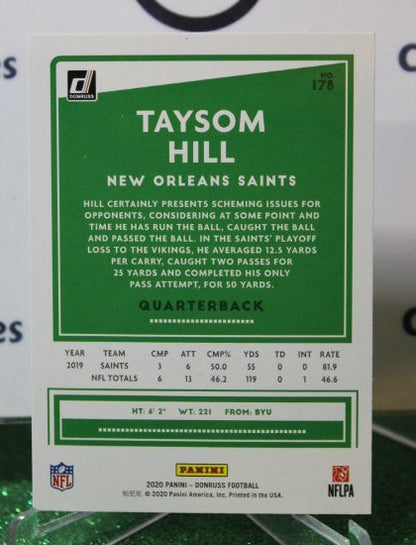 DONRUSS
NO.
178
TAYSOM
HILL
NEW ORLEANS SAINTS
HILL CERTAINLY PRESENTS SCHEMING ISSUES FOR
OPPONENTS, CONSIDERING AT SOME POINT AND
TIME HE HAS RUN THE BALL, CAUGHT THE BALL
AND PASSED THE BALL. IN THE SAINTS' PLAYOFF
LOSS TO THE VIKINGS, HE AVERAGED 12.5 YARDS
PER CARRY, CAUGHT TWO PASSES FOR
25 YARDS AND COMPLETED HIS ONLY
PASS ATTEMPT, FOR 50 YARDS.
QUARTERBACK
YEAR TEAM CMP ATT CMP% YDS TD INT RATE
2019 SAINTS 3 6 50.0 55 0 0 81.9
NFL TOTALS 6 13 46.2 119 0 1 46.6
HT: 6' 2" WT: 221 FROM: BYU
NFL
PANINI
NFLPA
2020 PANINI – DONRUSS FOOTBALL
© 2020 Panini America, Inc. Printed in the USA.